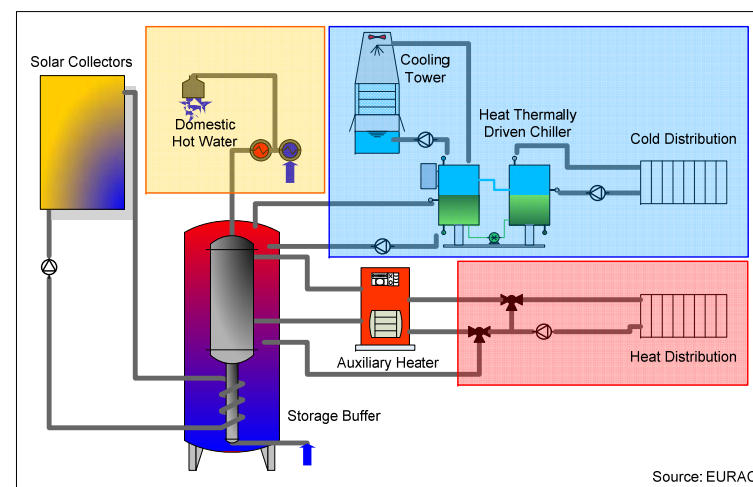 Solar Collectors
Cooling
Tower
Domestic
Hot Water
Heat Thermally
Driven Chiller
Cold Distribution
Auxiliary Heater
Heat Distribution
Storage Buffer
Source: EURAC